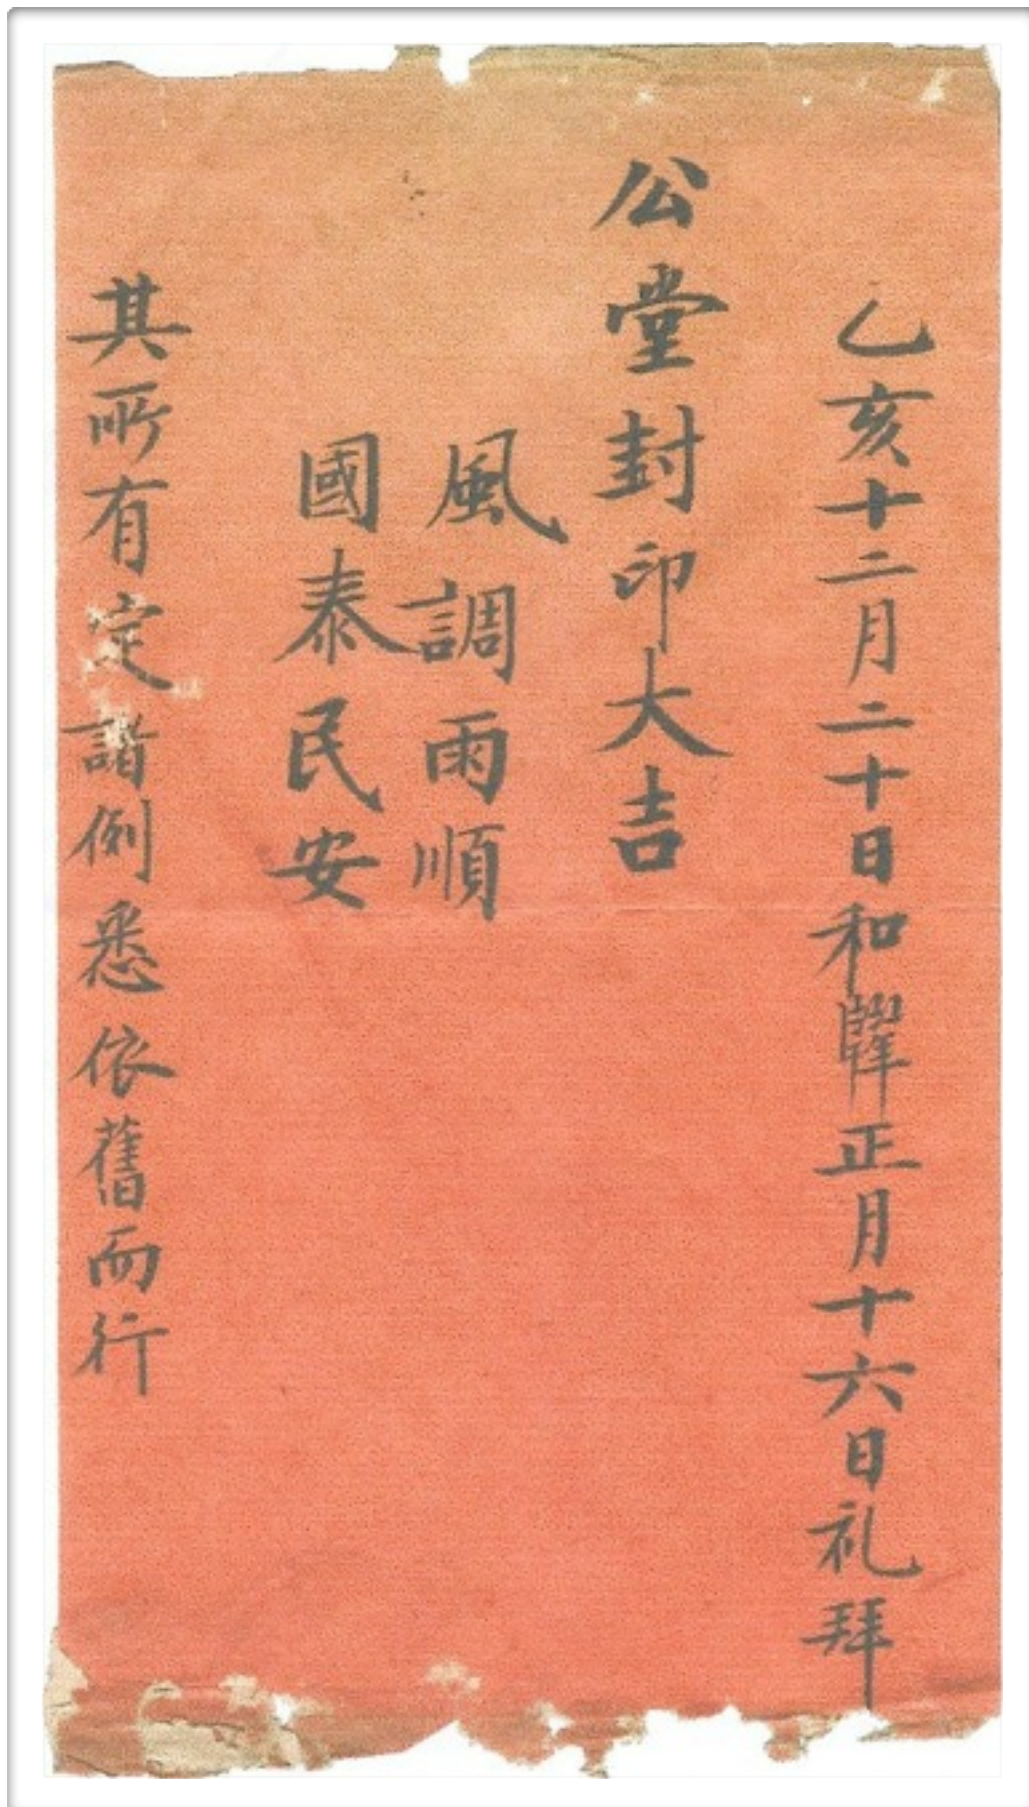 乙亥十二月二十日和正月十六日礼拜
公堂封印大吉
風調雨順
國泰民安
其所有定諸例悉依舊而行